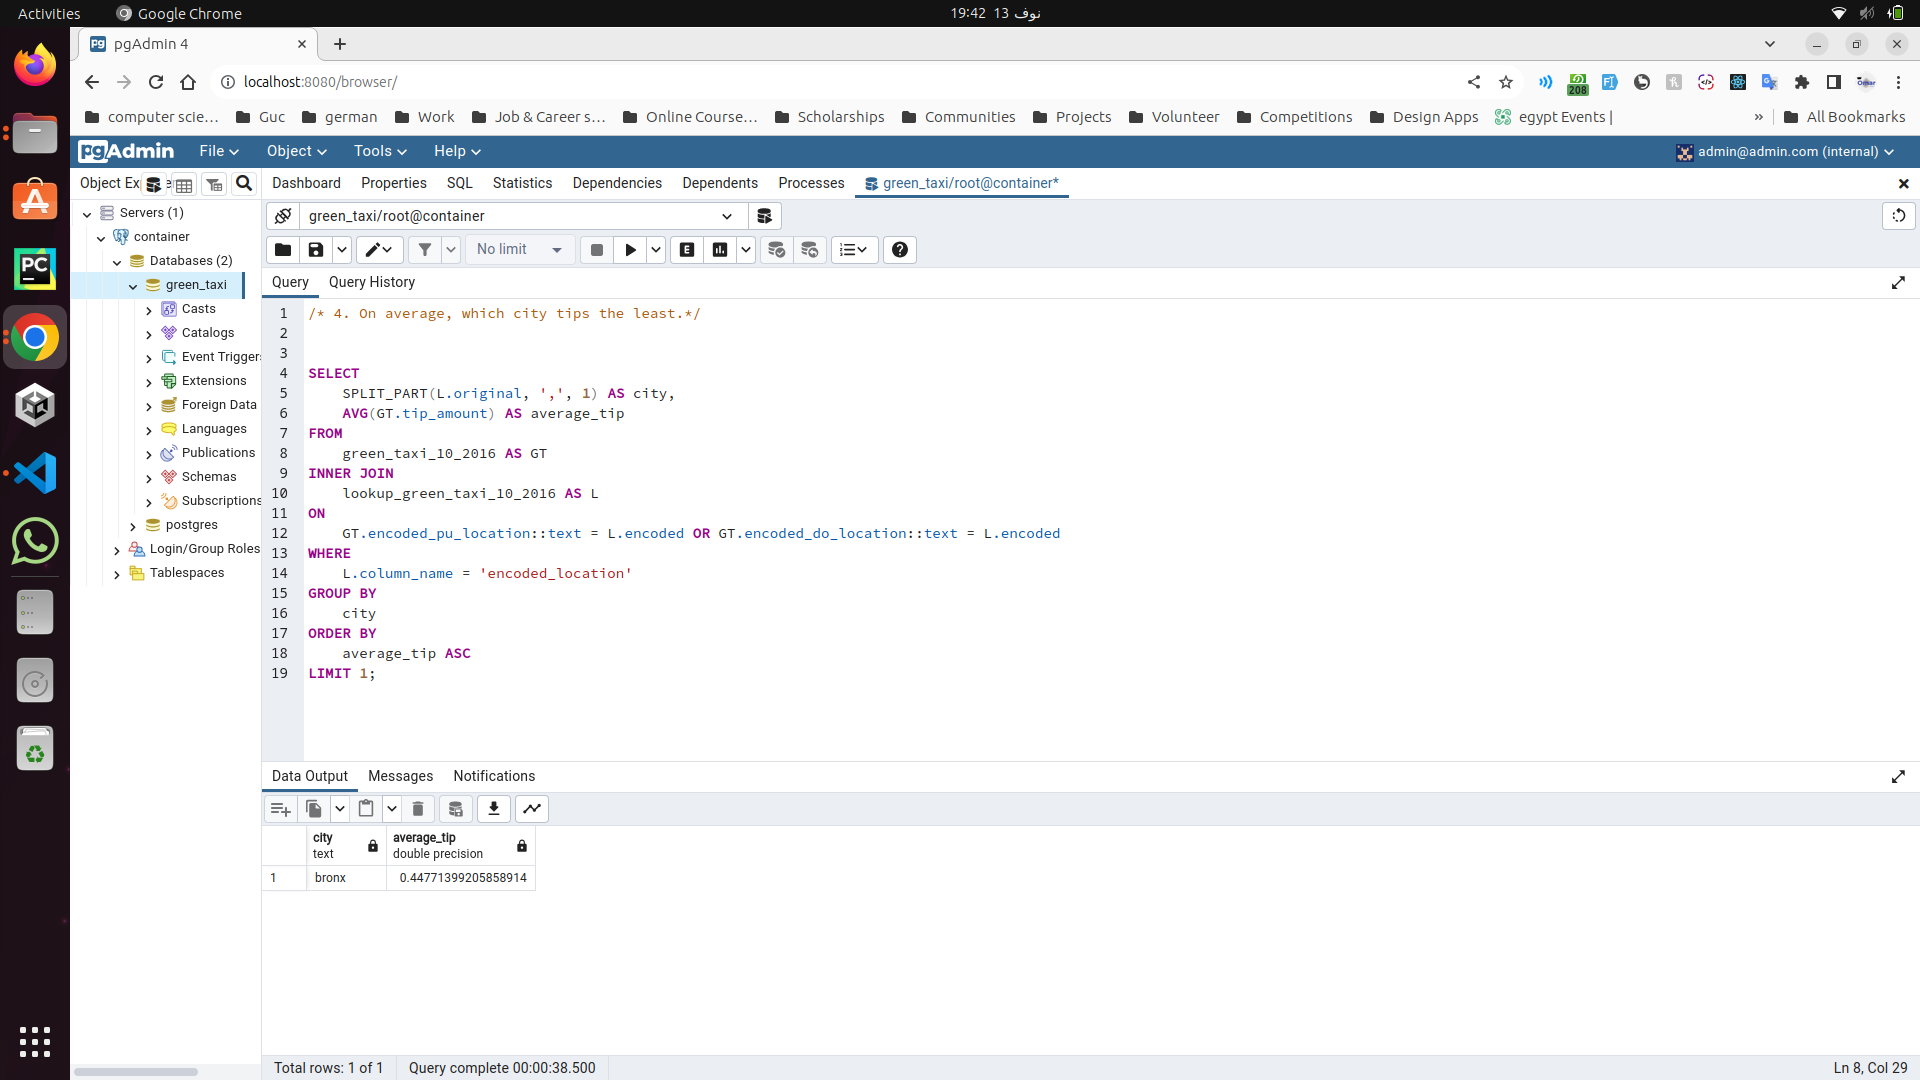 Activities
Google Chrome
19:42 13 نوف
pgAdmin 4
localhost:8080/browser/
208
computer scie...
Guc
german
Work
Job & Career s...
Online Course...
Scholarships
Communities
Projects
Volunteer
Competitions
Design Apps
egypt Events |
»
All Bookmarks
pgAdmin
File
Object
Tools
Help
admin@admin.com (internal)
Object Ex
Dashboard
Properties
SQL
Statistics
Dependencies
Dependents
Processes
green_taxi/root@container*
Servers (1)
container
Databases (2)
green_taxi
Casts
Catalogs
Event Trigger
Extensions
Foreign Data
Languages
Publications
Schemas
Subscriptions
postgres
Login/Group Roles
Tablespaces
green_taxi/root@container
No limit
Query
Query History
1 /* 4. On average, which city tips the least.*/
2
3
4 SELECT
5 SPLIT_PART(L.original, ',', 1) AS city,
6 AVG(GT.tip_amount) AS average_tip
7 FROM
8 green_taxi_10_2016 AS GT
9 INNER JOIN
10 lookup_green_taxi_10_2016 AS L
11 ON
12 GT.encoded_pu_location::text = L.encoded OR GT.encoded_do_location::text = L.encoded
13 WHERE
14 L.column_name = 'encoded_location'
15 GROUP BY
16 city
17 ORDER BY
18 average_tip ASC
19 LIMIT 1;
Data Output
Messages
Notifications
city
text
average_tip
double precision
1 bronx 0.44771399205858914
Total rows: 1 of 1
Query complete 00:00:38.500
Ln 8, Col 29